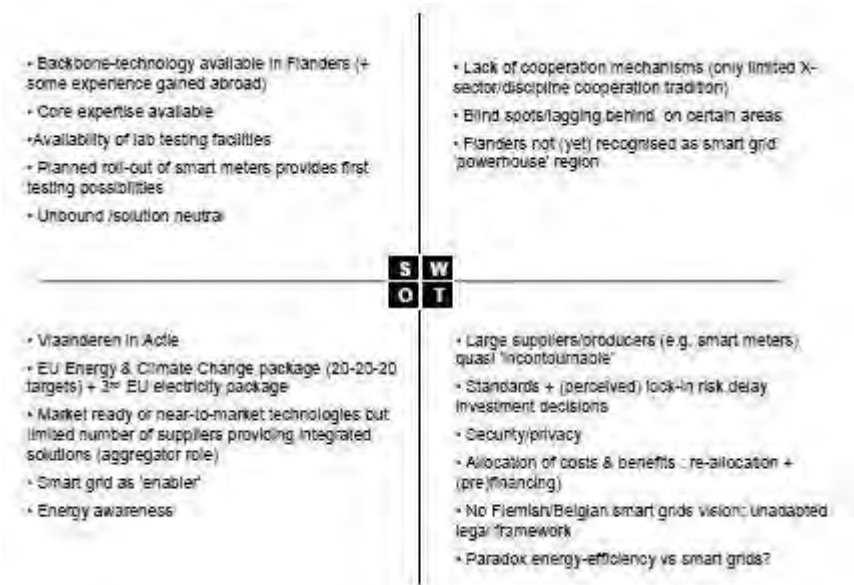 • Backbone-technology available in Flanders (+
some experience gained abroad)
• Core expertise available
•Availability of lab testing facilities
• Planned roll-out of smart meters provides first
testing possibilities
• Unbound /solution neutral
• Lack of cooperation mechanisms (only limited X-
sector/discipline cooperation tradition)
• Blind spots/lagging behind on certain areas
• Flanders not (yet) recognised as smart grid
'powerhouse' region
S W
O T
• Vlaanderen in Actie
• EU Energy & Climate Change package (20-20-20
targets) + 3rd EU electricity package
• Market ready or near-to-market technologies but
limited number of suppliers providing integrated
solutions (aggregator role)
• Smart grid as 'enabler'
• Energy awareness
• Large suppliers/producers (e.g. smart meters)
quasi 'incontournable'
• Standards + (perceived) lock-in risk delay
investment decisions
• Security/privacy
• Allocation of costs & benefits : re-allocation +
(pre)financing)
• No Flemish/Belgian smart grids vision; unadapted
legal framework
• Paradox energy-efficiency vs smart grids?